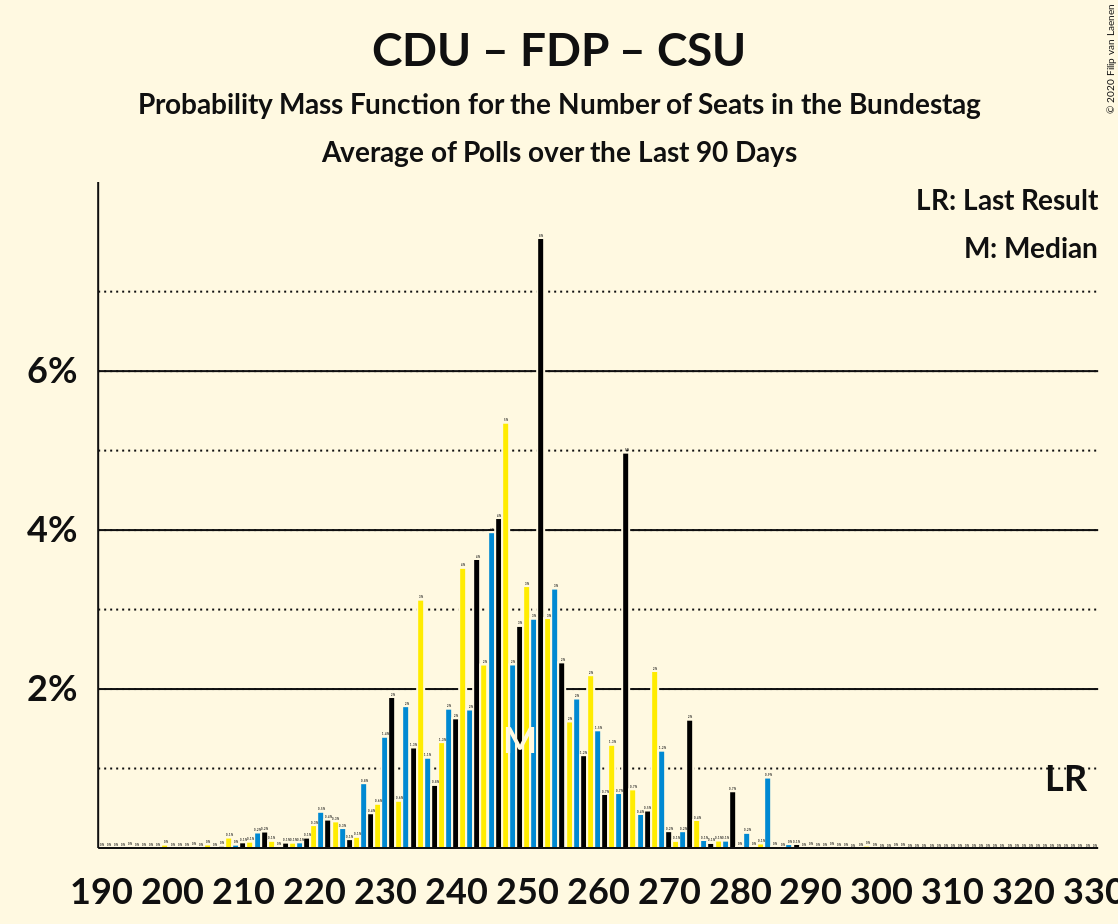 CDU – FDP – CSU
Probability Mass Function for the Number of Seats in the Bundestag
Average of Polls over the Last 90 Days
© 2020 Filip van Laenen
LR: Last Result
M: Median
6%
4%
2%
M
LR
190 200 210 220 230 240 250 260 270 280 290 300 310 320 330